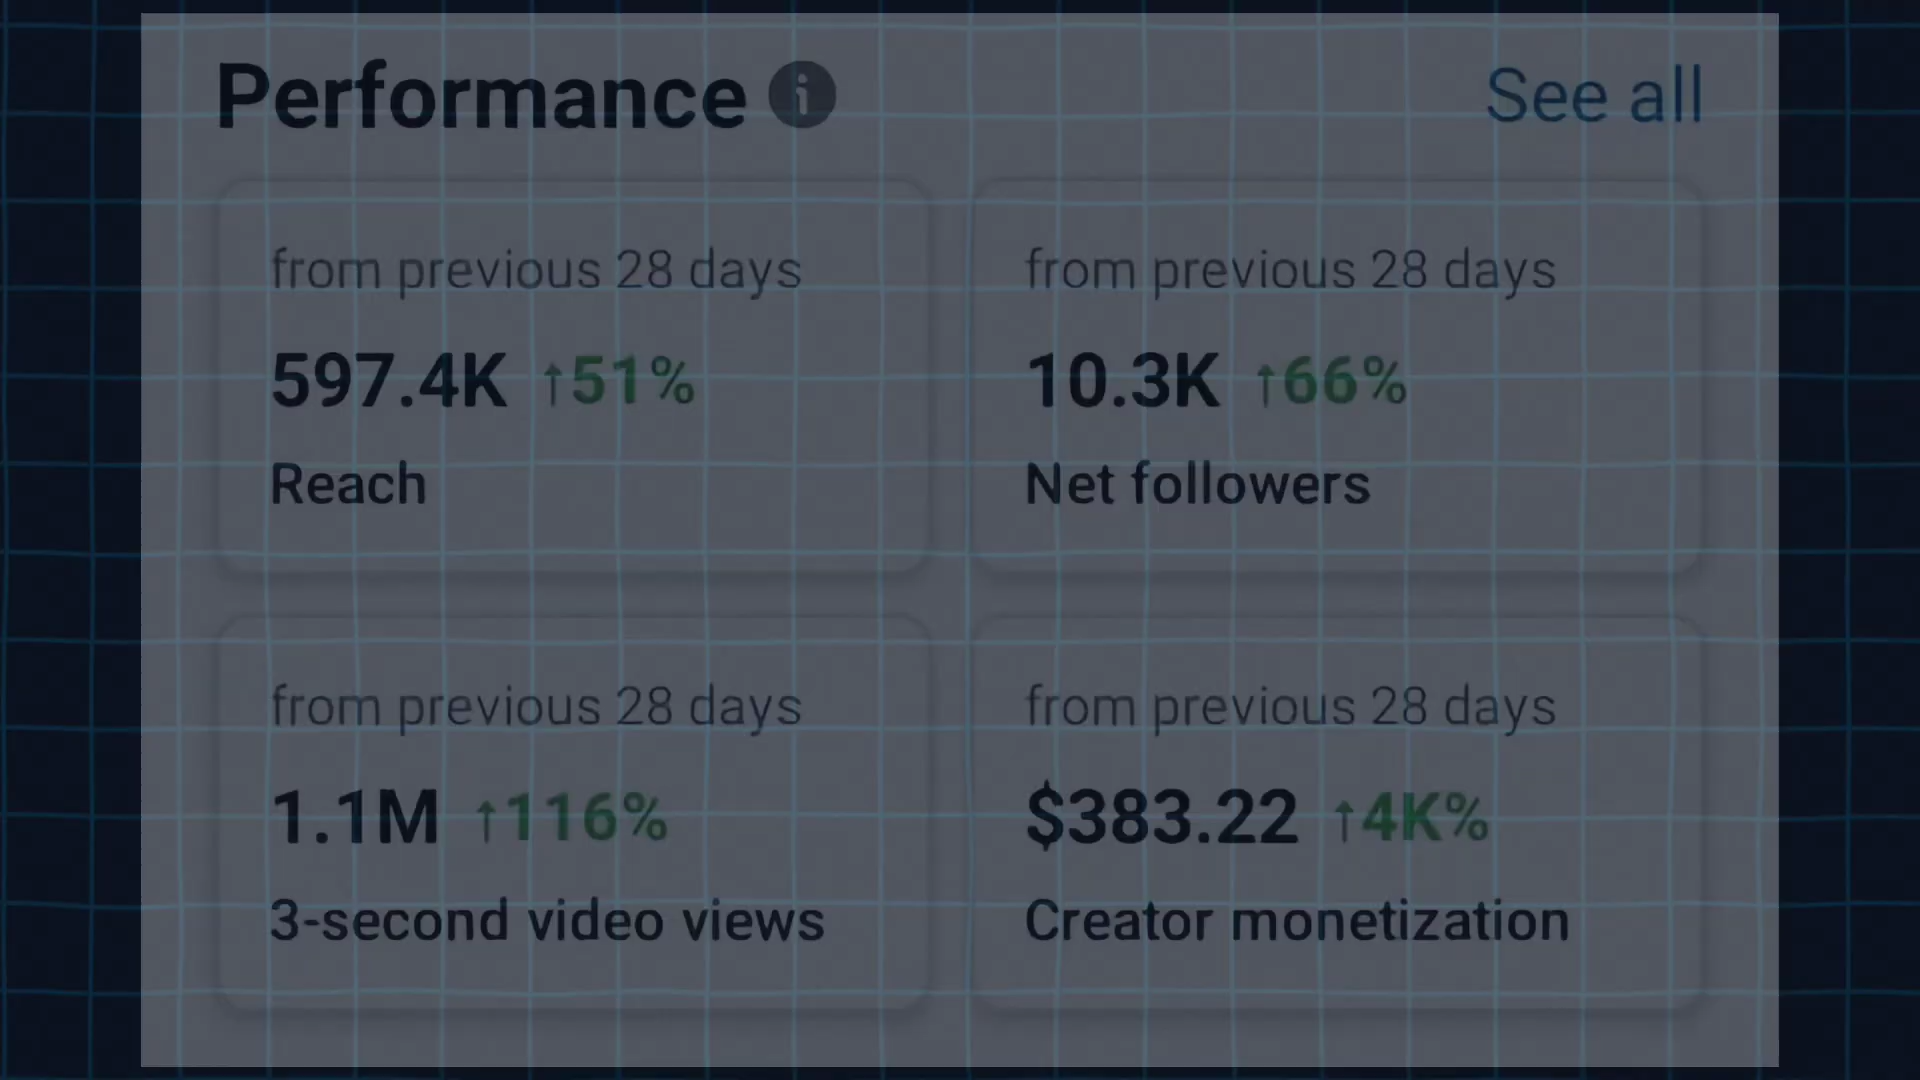 Performance
See all
from previous 28 days
597.4K ↑51%
Reach
from previous 28 days
10.3K ↑66%
Net followers
from previous 28 days
1.1M ↑116%
3-second video views
from previous 28 days
$383.22 ↑4K%
Creator monetization